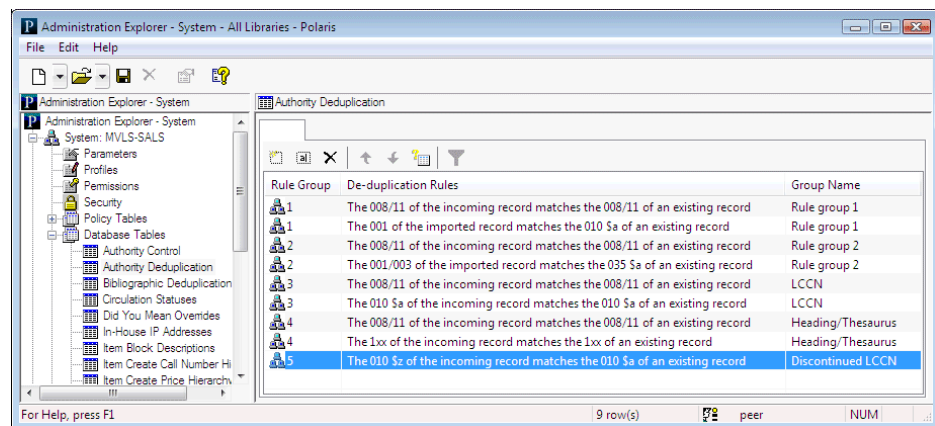 Administration Explorer - System - All Libraries - Polaris
File Edit Help
Administration Explorer - System
Authority Deduplication
Administration Explorer - System
System: MVLS-SALS
Parameters
Profiles
Permissions
Security
Policy Tables
Database Tables
Authority Control
Authority Deduplication
Bibliographic Deduplication
Circulation Statuses
Did You Mean Overrides
In-House IP Addresses
Item Block Descriptions
Item Create Call Number Hi
Item Create Price Hierarchy
Rule Group De-duplication Rules Group Name
1 The 008/11 of the incoming record matches the 008/11 of an existing record Rule group 1
1 The 001 of the imported record matches the 010 $a of an existing record Rule group 1
2 The 008/11 of the incoming record matches the 008/11 of an existing record Rule group 2
2 The 001/003 of the imported record matches the 035 $a of an existing record Rule group 2
3 The 008/11 of the incoming record matches the 008/11 of an existing record LCCN
3 The 010 $a of the incoming record matches the 010 $a of an existing record LCCN
4 The 008/11 of the incoming record matches the 008/11 of an existing record Heading/Thesaurus
4 The 1xx of the incoming record matches the 1xx of an existing record Heading/Thesaurus
5 The 010 $z of the incoming record matches the 010 $a of an existing record Discontinued LCCN
For Help, press F1 9 row(s) peer NUM